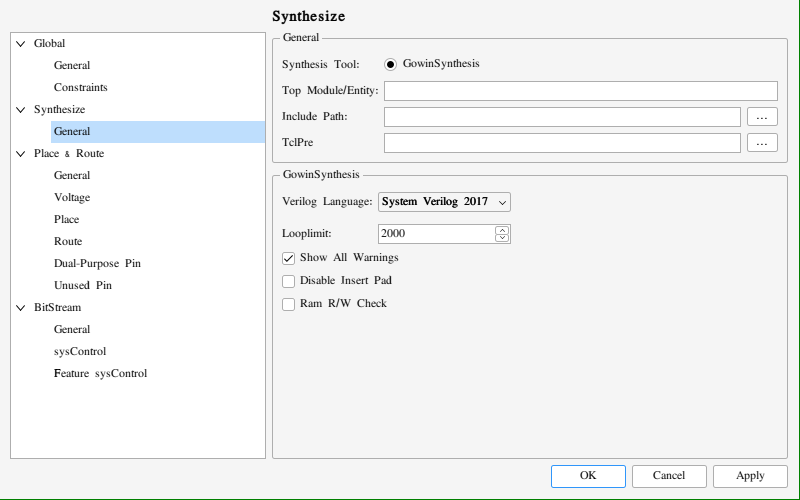 Synthesize
Global
General
Constraints
Synthesize
General
Place & Route
General
Voltage
Place
Route
Dual-Purpose Pin
Unused Pin
BitStream
General
sysControl
Feature sysControl
General
Synthesis Tool: GowinSynthesis
Top Module/Entity:
Include Path: ...
TclPre ...
GowinSynthesis
Verilog Language: System Verilog 2017
Looplimit: 2000
Show All Warnings
Disable Insert Pad
Ram R/W Check
OK Cancel Apply